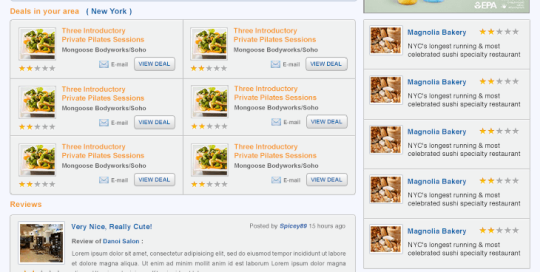 Deals in your area ( New York )
Three Introductory
Private Pilates Sessions
Mongoose Bodyworks/Soho
E-mail VIEW DEAL
Three Introductory
Private Pilates Sessions
Mongoose Bodyworks/Soho
E-mail VIEW DEAL
Three Introductory
Private Pilates Sessions
Mongoose Bodyworks/Soho
E-mail VIEW DEAL
Three Introductory
Private Pilates Sessions
Mongoose Bodyworks/Soho
E-mail VIEW DEAL
Three Introductory
Private Pilates Sessions
Mongoose Bodyworks/Soho
E-mail VIEW DEAL
Three Introductory
Private Pilates Sessions
Mongoose Bodyworks/Soho
E-mail VIEW DEAL
Reviews
Very Nice, Really Cute!
Posted by Spicey## 15 hours ago
Review of Danoi Salon :
Lorem ipsum dolor sit amet, consectetur adipisicing elit, sed do eiusmod tempor incididunt ut labore
et dolore magna aliqua. Ut enim ad minim mollit anim id est laborum Lorem ipsum dolor magna
EPA
Magnolia Bakery
NYC's longest running & most
celebrated sushi specialty restaurant
Magnolia Bakery
NYC's longest running & most
celebrated sushi specialty restaurant
Magnolia Bakery
NYC's longest running & most
celebrated sushi specialty restaurant
Magnolia Bakery
NYC's longest running & most
celebrated sushi specialty restaurant
Magnolia Bakery
NYC's longest running & most
celebrated sushi specialty restaurant